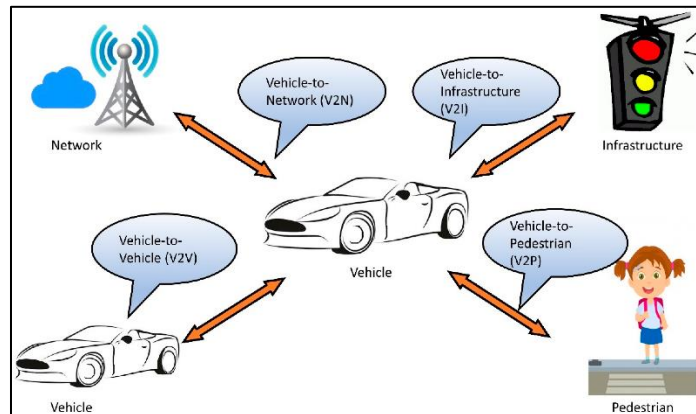 Vehicle-to-
Network (V2N)
Vehicle-to-
Infrastructure
(V2I)
Network
Infrastructure
Vehicle-to-
Vehicle (V2V)
Vehicle
Vehicle-to-
Pedestrian
(V2P)
Vehicle
Pedestrian